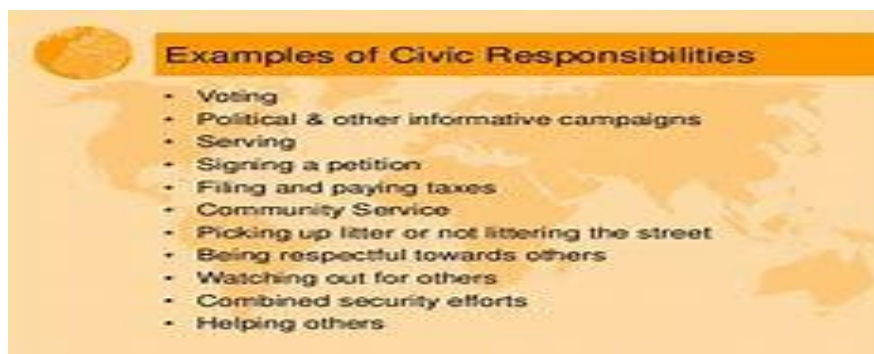 Examples of Civic Responsibilities
• Voting
• Political & other informative campaigns
• Serving
• Signing a petition
• Filing and paying taxes
• Community Service
• Picking up litter or not littering the street
• Being respectful towards others
• Watching out for others
• Combined security efforts
• Helping others